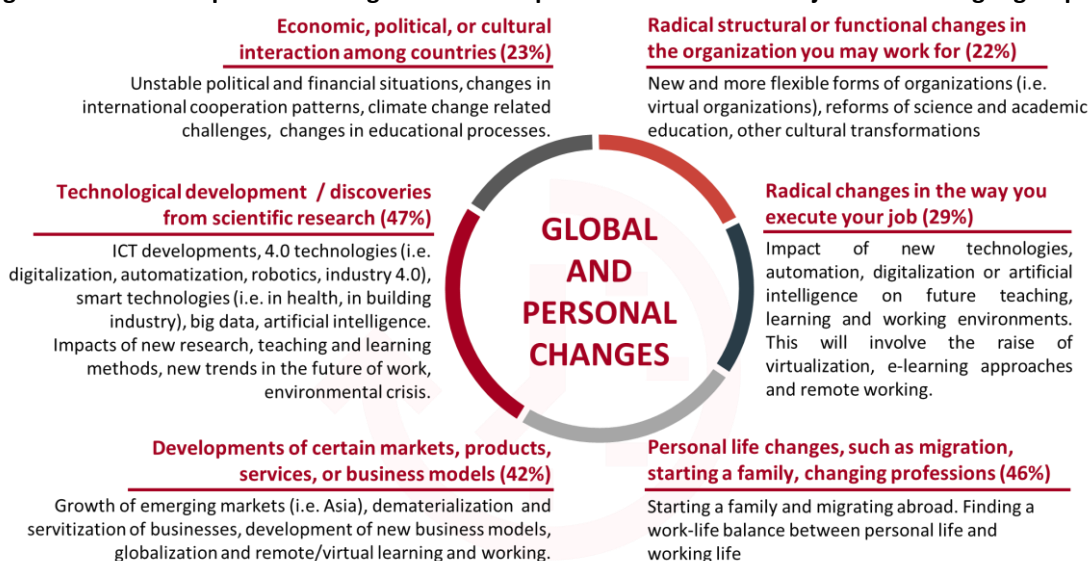 Economic, political, or cultural
interaction among countries (23%)
Unstable political and financial situations, changes in
international cooperation patterns, climate change related
challenges, changes in educational processes.
Radical structural or functional changes in
the organization you may work for (22%)
New and more flexible forms of organizations (i.e.
virtual organizations), reforms of science and academic
education, other cultural transformations
Technological development / discoveries
from scientific research (47%)
ICT developments, 4.0 technologies (i.e.
digitalization, automatization, robotics, industry 4.0),
smart technologies (i.e. in health, in building
industry), big data, artificial intelligence.
Impacts of new research, teaching and learning
methods, new trends in the future of work,
environmental crisis.
GLOBAL
AND
PERSONAL
CHANGES
Radical changes in the way you
execute your job (29%)
Impact of new technologies,
automation, digitalization or artificial
intelligence on future teaching,
learning and working environments.
This will involve the raise of
virtualization, e-learning approaches
and remote working.
Developments of certain markets, products,
services, or business models (42%)
Growth of emerging markets (i.e. Asia), dematerialization and
servitization of businesses, development of new business models,
globalization and remote/virtual learning and working.
Personal life changes, such as migration,
starting a family, changing professions (46%)
Starting a family and migrating abroad. Finding a
work-life balance between personal life and
working life